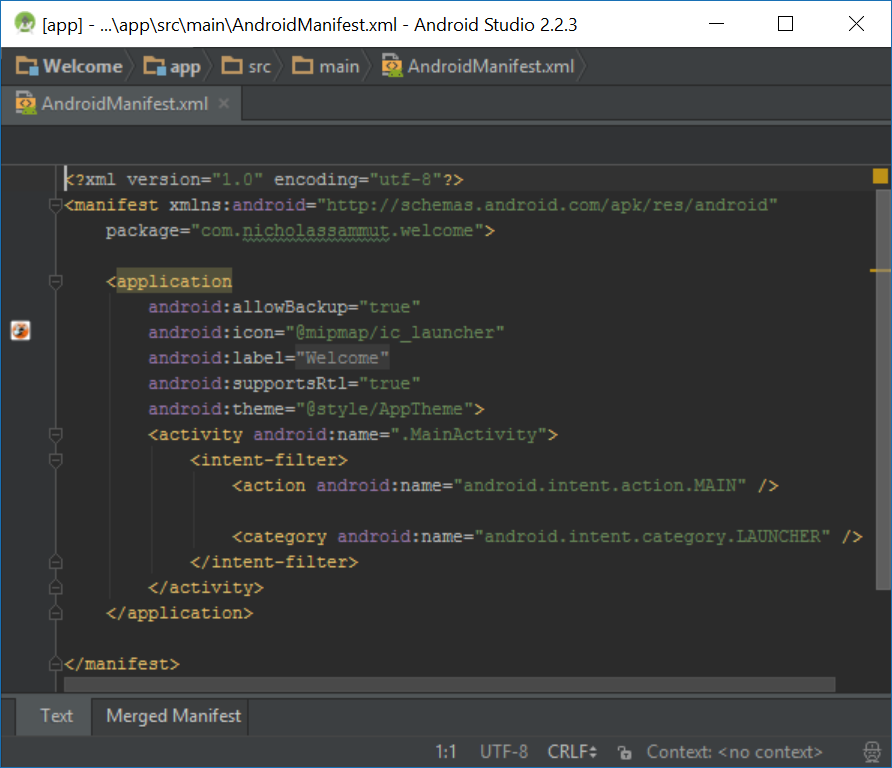 [app] - ...\app\src\main\AndroidManifest.xml - Android Studio 2.2.3
Welcome app src main AndroidManifest.xml
AndroidManifest.xml
<?xml version="1.0" encoding="utf-8"?>
<manifest xmlns:android="http://schemas.android.com/apk/res/android"
    package="com.nicholassammut.welcome">
    <application
        android:allowBackup="true"
        android:icon="@mipmap/ic_launcher"
        android:label="Welcome"
        android:supportsRtl="true"
        android:theme="@style/AppTheme">
        <activity android:name=".MainActivity">
            <intent-filter>
                <action android:name="android.intent.action.MAIN" />
                <category android:name="android.intent.category.LAUNCHER" />
            </intent-filter>
        </activity>
    </application>
</manifest>
Text Merged Manifest
1:1 UTF-8 CRLF Context: <no context>